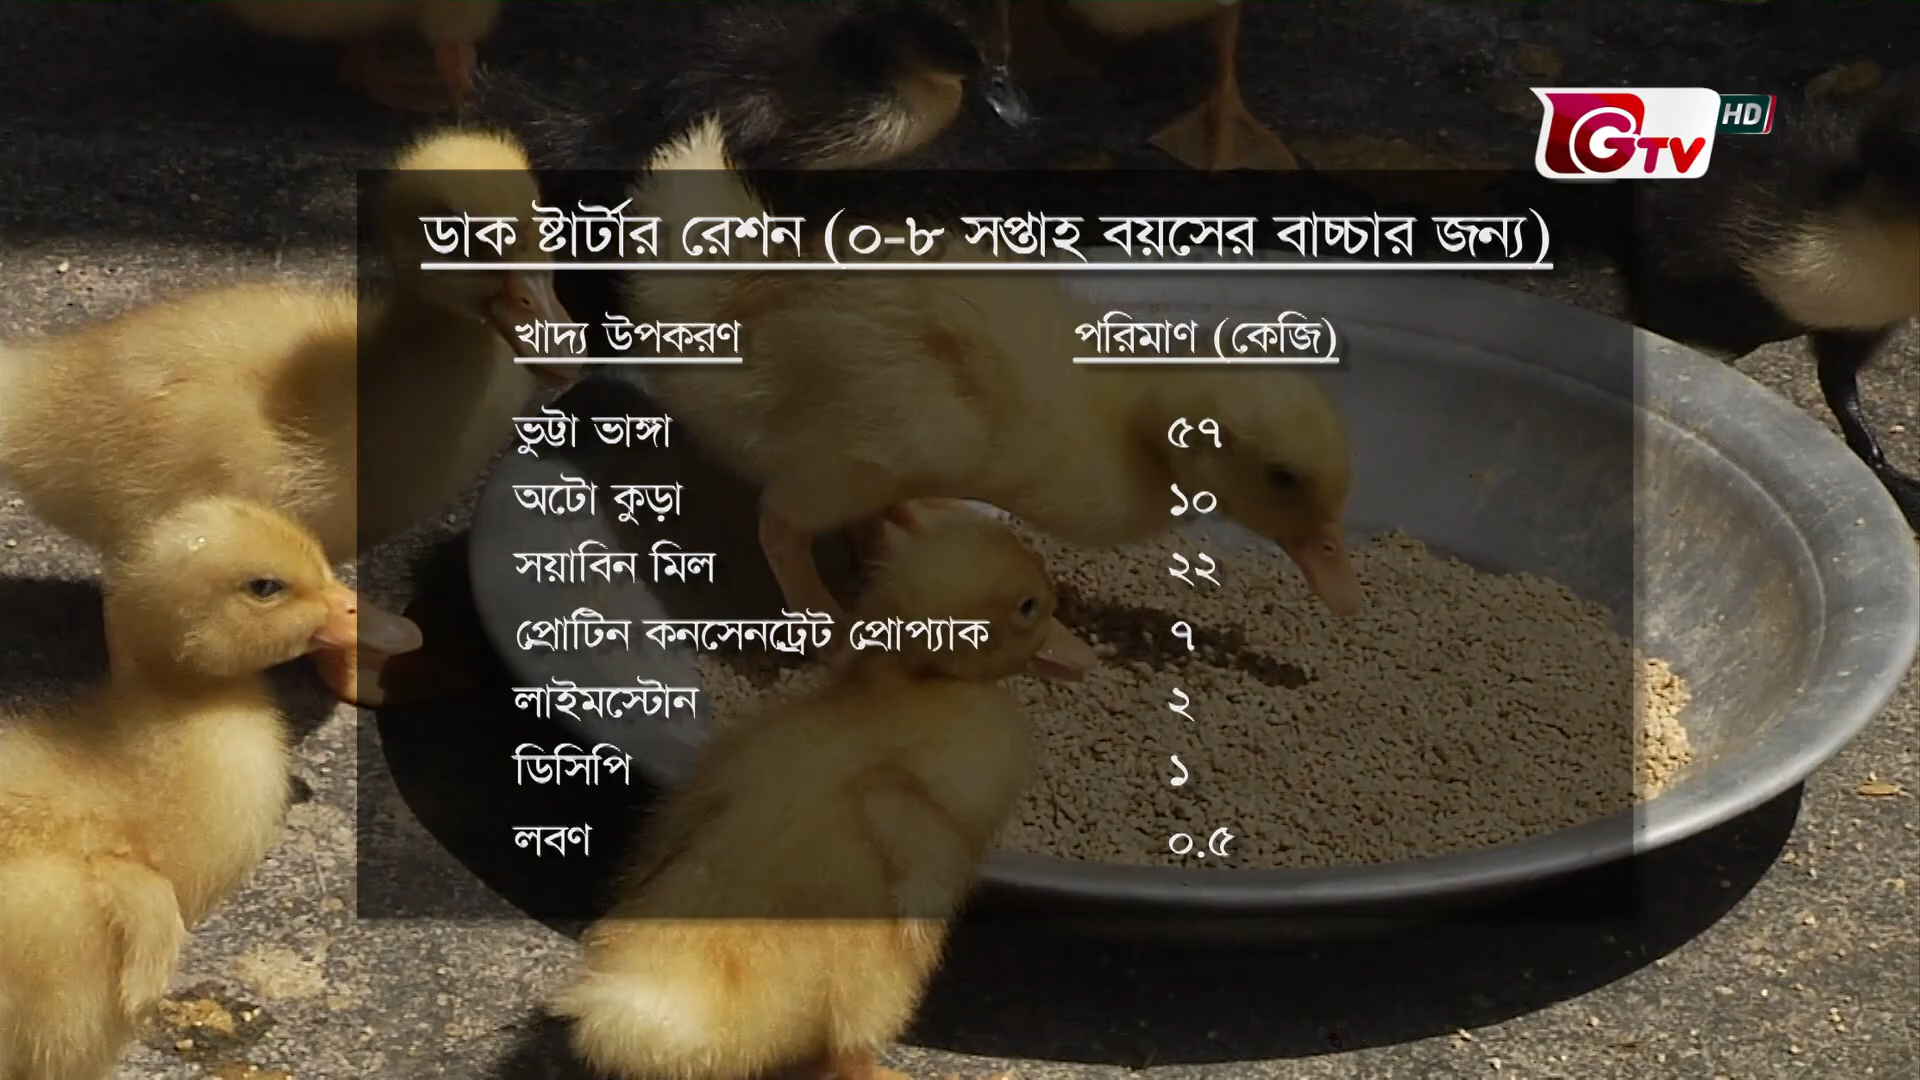 GTV HD
ডাক ষ্টার্টার রেশন (০-৮ সপ্তাহ বয়সের বাচ্চার জন্য)
খাদ্য উপকরণ পরিমাণ (কেজি)
ভুট্টা ভাঙ্গা ৫৭
অটো কুড়া ১০
সয়াবিন মিল ২২
প্রোটিন কনসেনট্রেট প্রোপ্যাক ৭
লাইমস্টোন ২
ডিসিপি ১
লবণ ০.৫